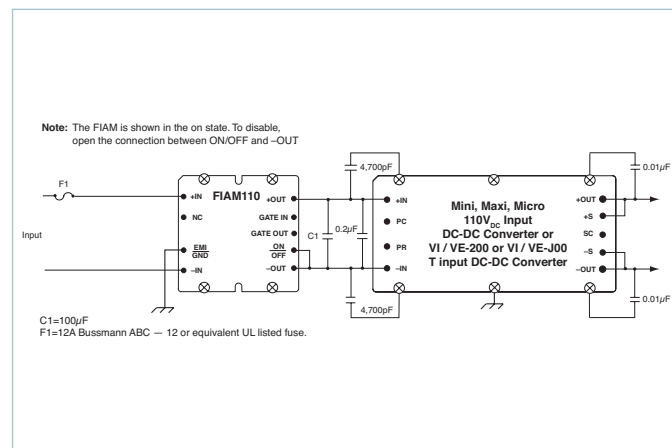 Note: The FIAM is shown in the on state. To disable,
open the connection between ON/OFF and –OUT
F1
Input
FIAM110
+IN
NC
EMI
GND
–IN
+OUT
GATE IN
GATE OUT
ON
OFF
–OUT
C1
0.2µF
4,700pF
4,700pF
+IN
PC
PR
–IN
Mini, Maxi, Micro
110VDC Input
DC-DC Converter or
VI / VE-200 or VI / VE-J00
T input DC-DC Converter
+OUT
+S
SC
–S
–OUT
0.01µF
0.01µF
C1=100µF
F1=12A Bussmann ABC — 12 or equivalent UL listed fuse.